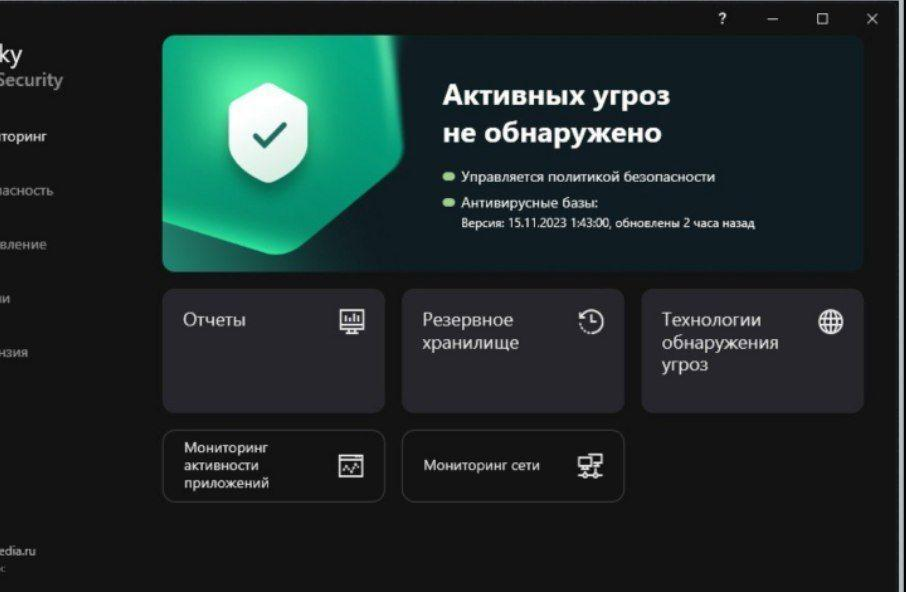 ky
Security
торинг
пасность
вление
чи
нзия
edia.ru
?
Активных угроз
не обнаружено
Управляется политикой безопасности
Антивирусные базы:
Версия: 15.11.2023 1:43:00, обновлены 2 часа назад
Отчеты
Резервное
хранилище
Технологии
обнаружения
угроз
Мониторинг
активности
приложений
Мониторинг сети